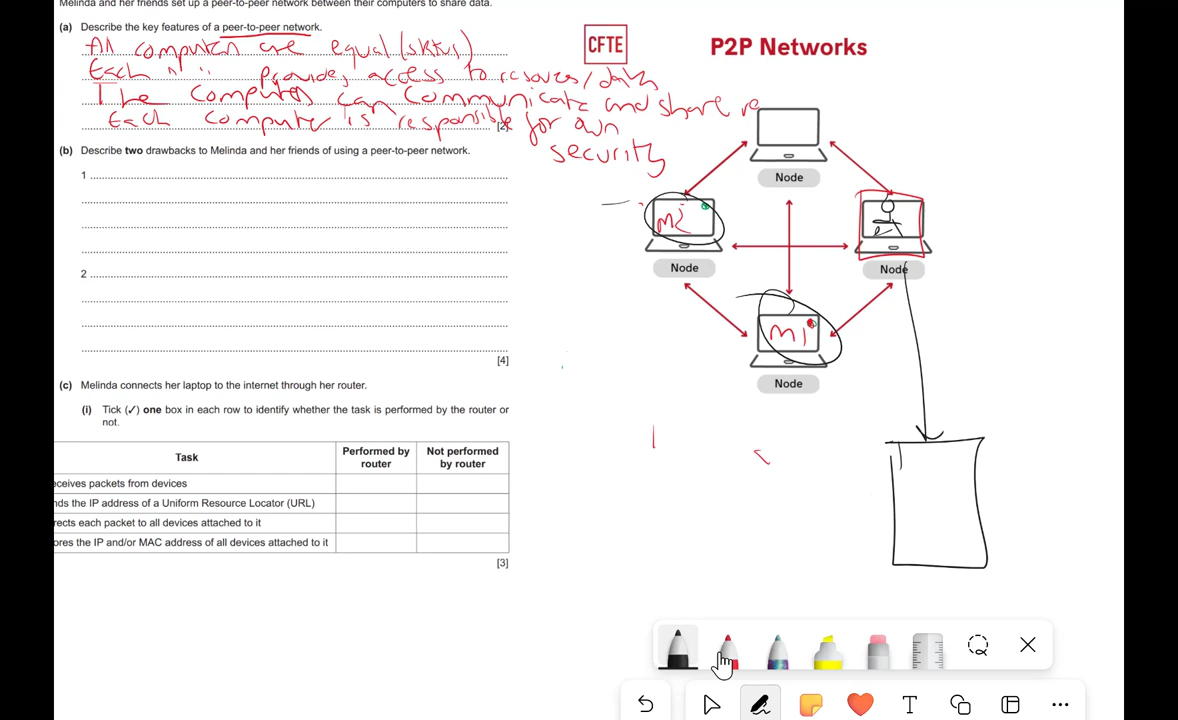 Melinda and her friends set up a peer-to-peer network between their computers to share data.
(a) Describe the key features of a peer-to-peer network.
All computers are equal (status)
Each " " provides access to resources/data
The computers can communicate and share re
Each computer is responsible for own
security
[2]
(b) Describe two drawbacks to Melinda and her friends of using a peer-to-peer network.
1
2
[4]
(c) Melinda connects her laptop to the internet through her router.
(i) Tick (✓) one box in each row to identify whether the task is performed by the router or
not.
Task Performed by router Not performed by router
eceives packets from devices
nds the IP address of a Uniform Resource Locator (URL)
rects each packet to all devices attached to it
ores the IP and/or MAC address of all devices attached to it
[3]
CFTE
P2P Networks
Node
M2
Node
Node
M1
Node
T